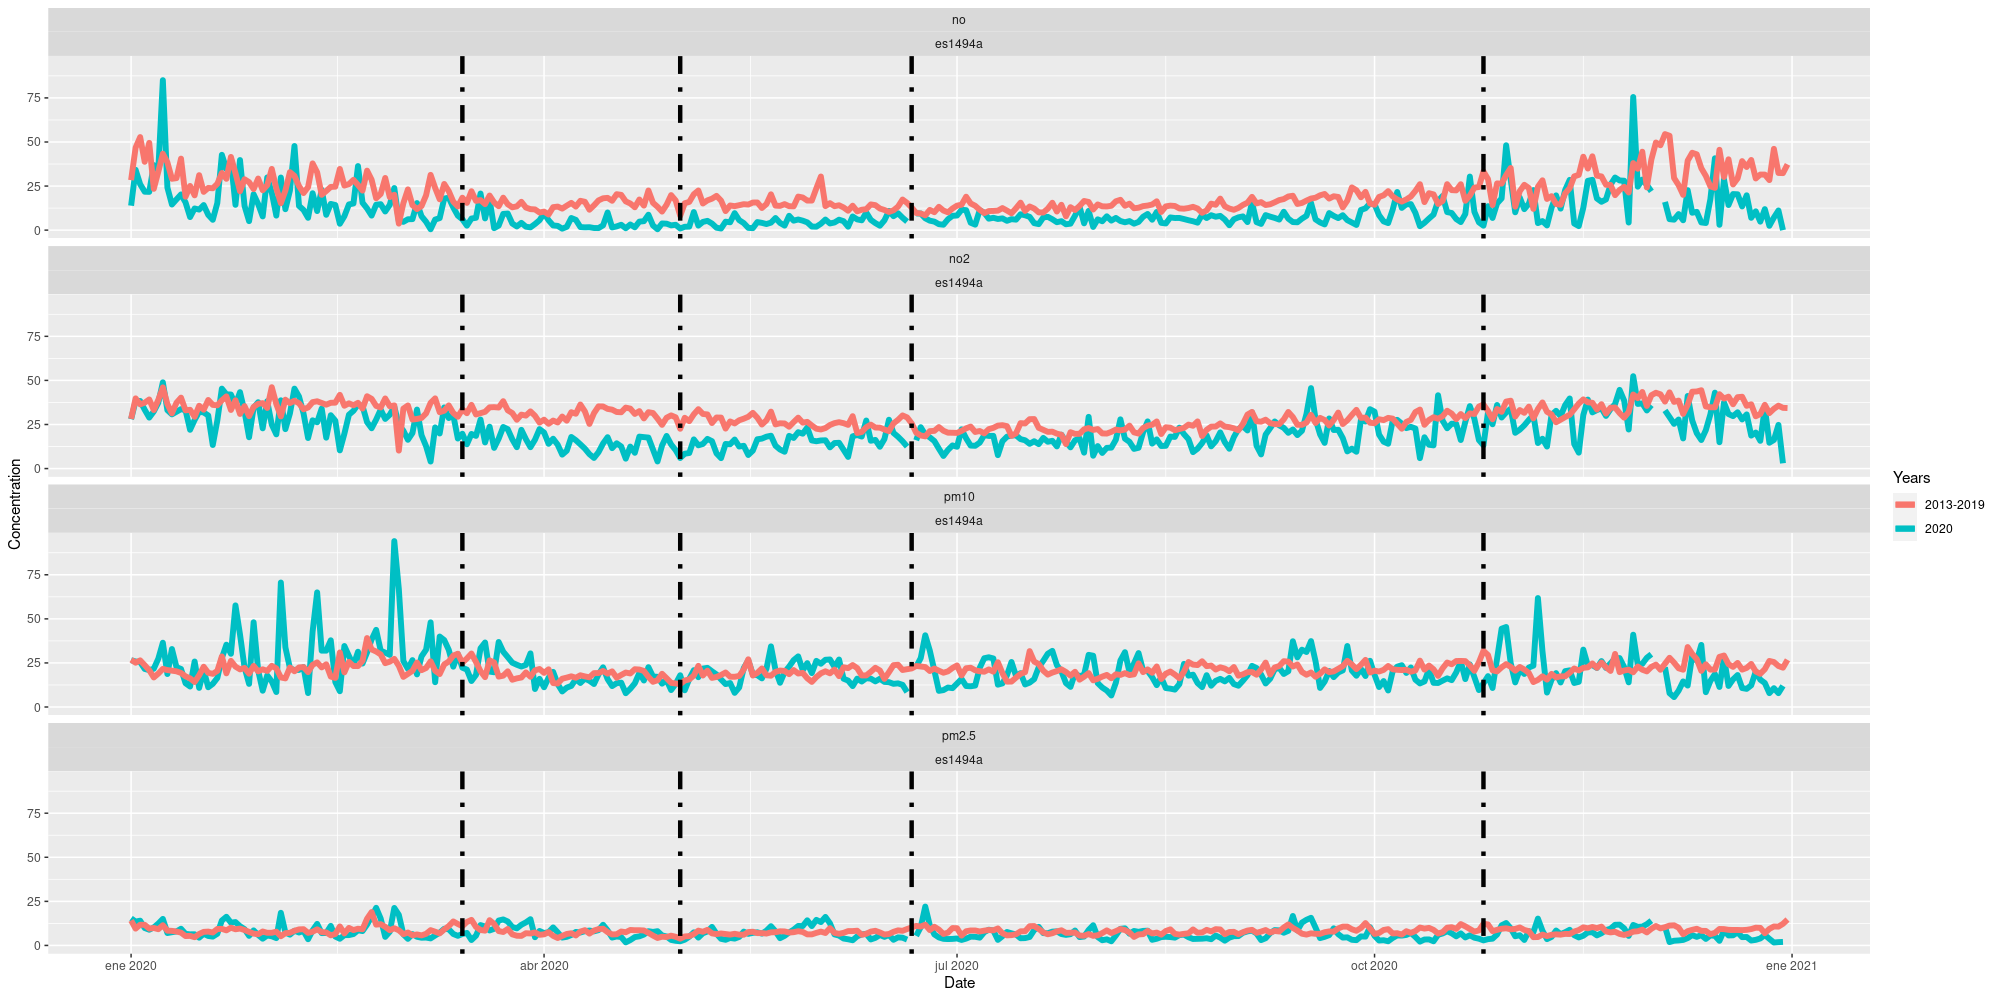 no
es1494a
75
50
25
0
no2
es1494a
75
50
25
0
pm10
es1494a
75
50
25
0
pm2.5
es1494a
75
50
25
0
ene 2020
abr 2020
jul 2020
oct 2020
ene 2021
Date
Concentration
Years
2013-2019
2020